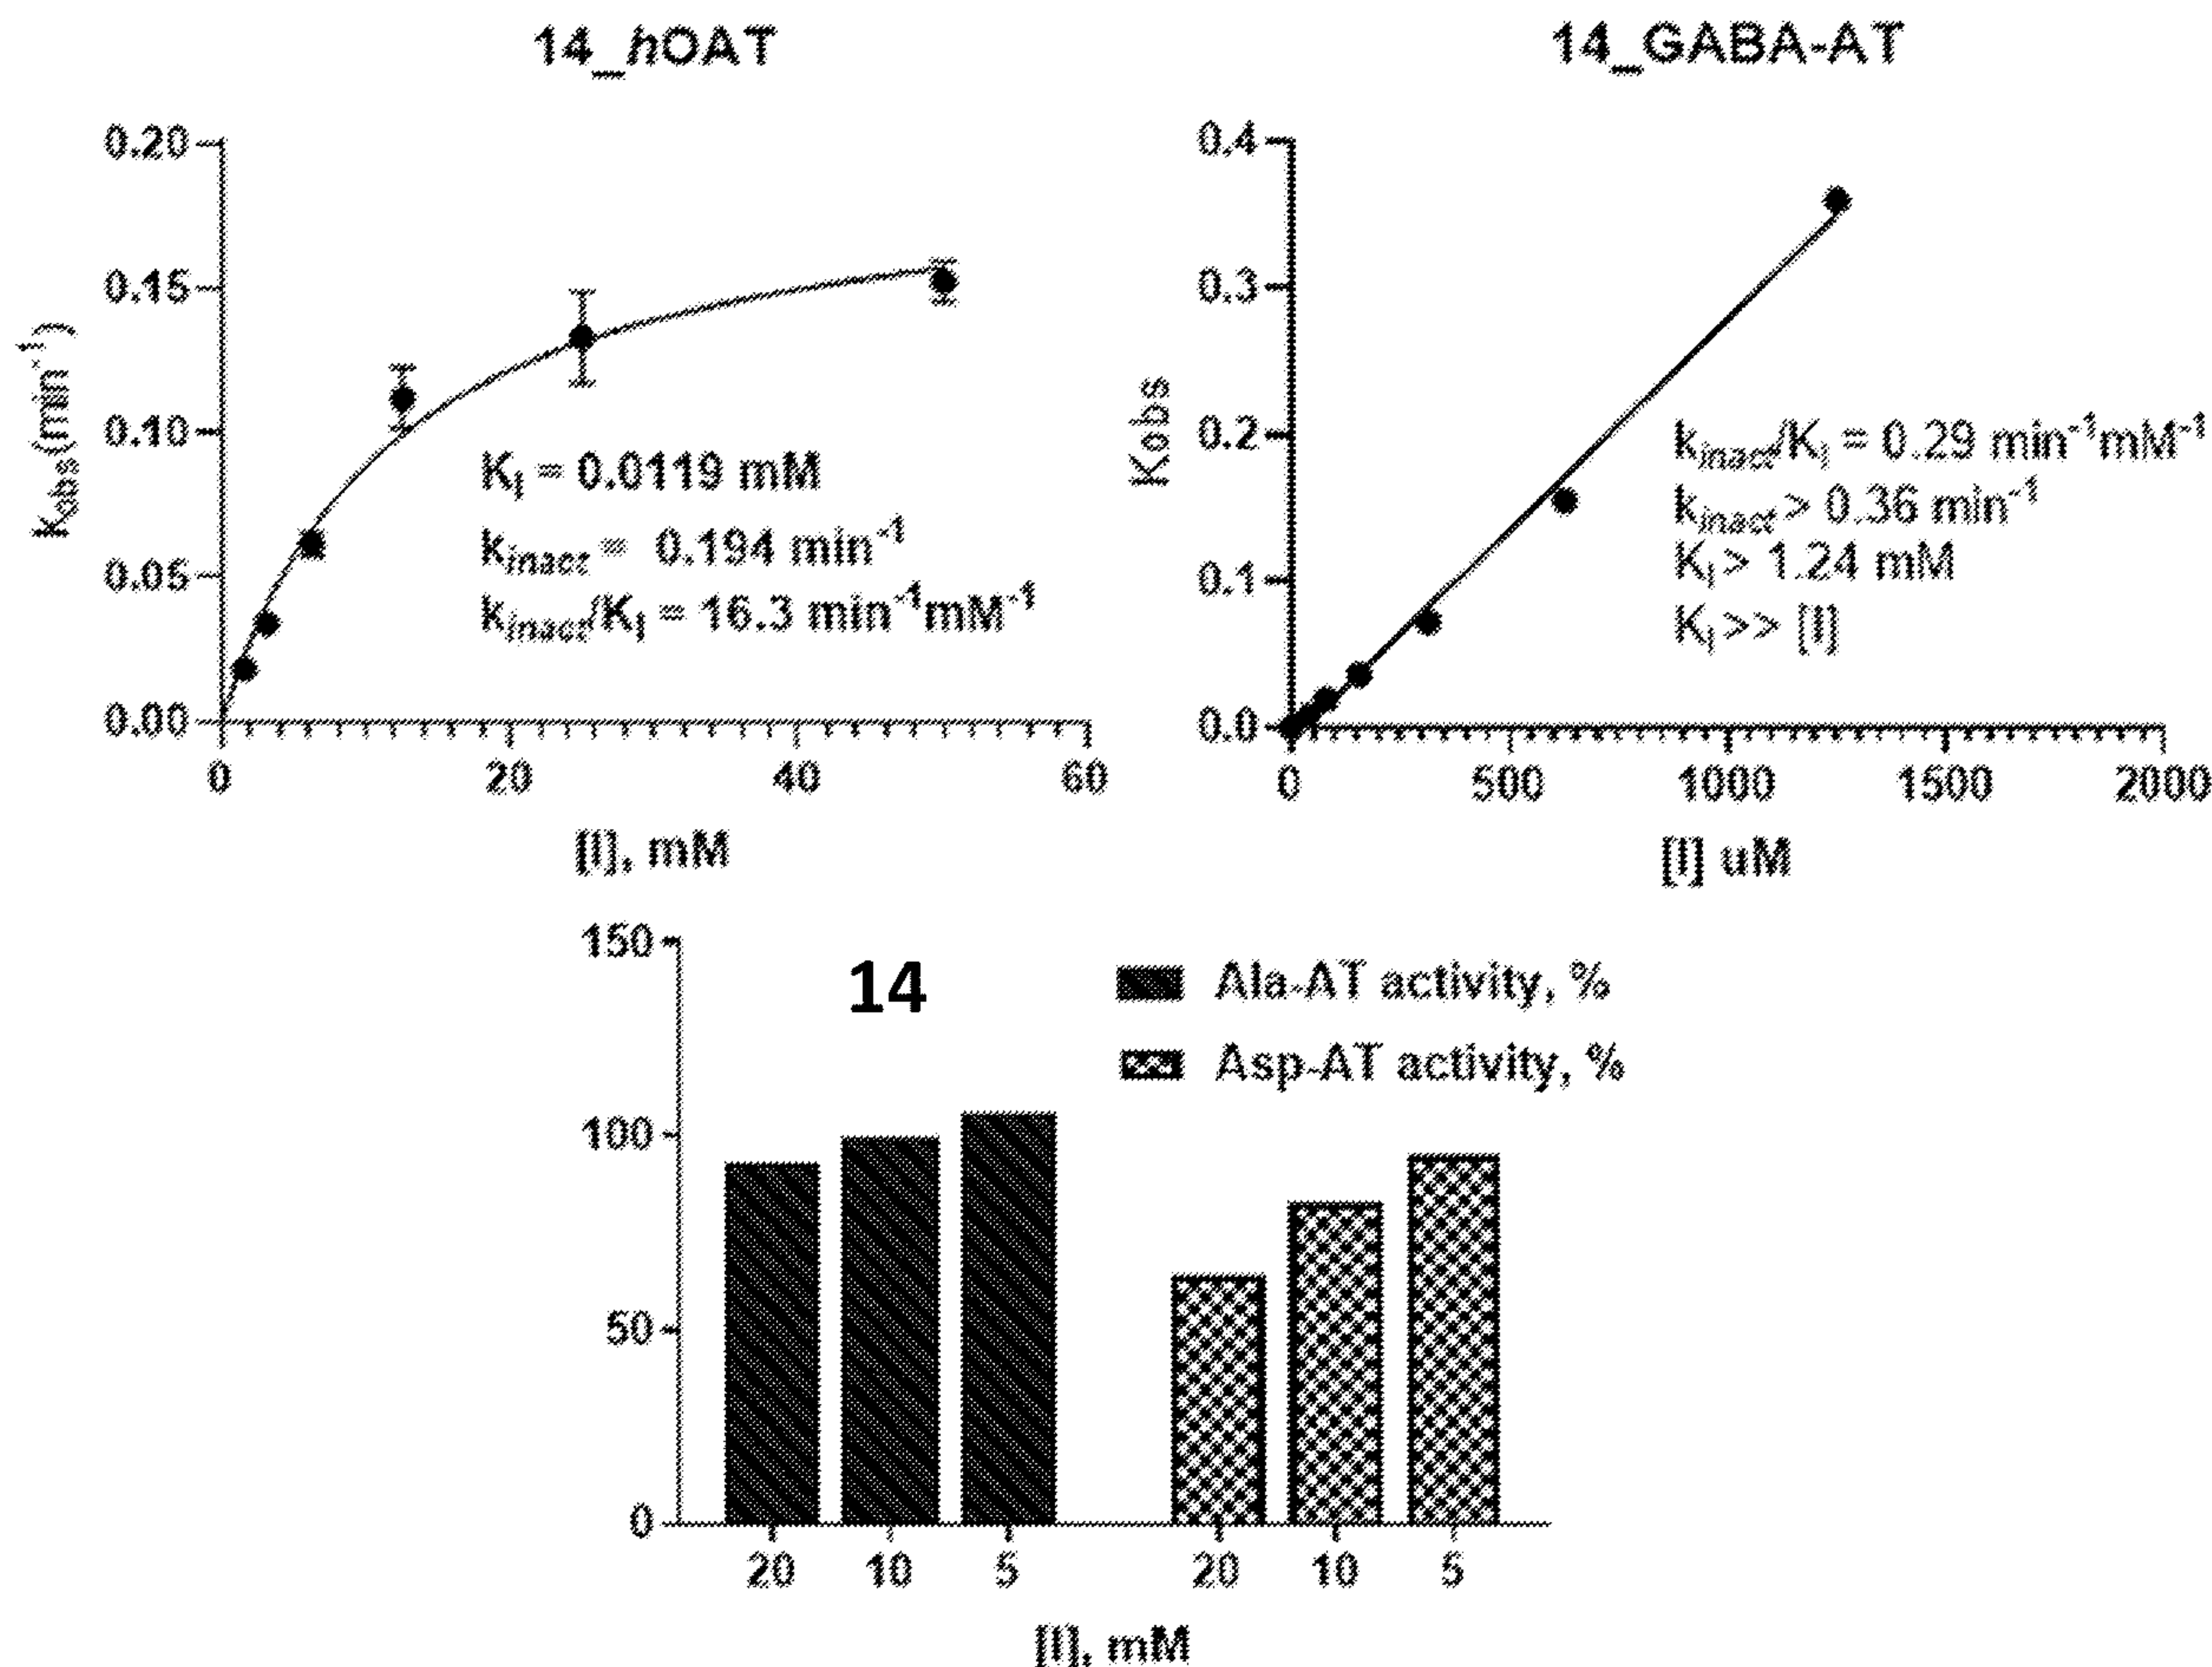 14_hOAT
0.20
0.15
0.10
0.05
0.00
Kobs(min-1)
KI = 0.0119 mM
kinact = 0.194 min-1
kinact/KI = 16.3 min-1mM-1
0 20 40 60
[I], mM
14_GABA-AT
0.4
0.3
0.2
0.1
0.0
Kobs
kinact/KI = 0.29 min-1mM-1
kinact > 0.36 min-1
KI > 1.24 mM
KI >> [I]
0 500 1000 1500 2000
[I] uM
150
100
50
0
14
Ala-AT activity, %
Asp-AT activity, %
20 10 5 20 10 5
[I], mM